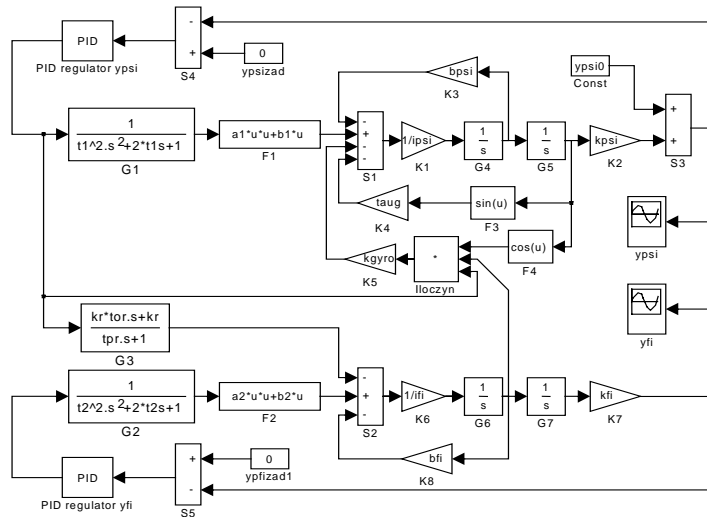 -
PID
+
0
PID regulator ypsi
S4
ypsizad
bpsi
ypsi0
K3
Const
1
t1^2.s²+2*t1s+1
a1*u*u+b1*u
-
+
-
-
1/ipsi
1
s
1
s
kpsi
+
+
G1
F1
S1
K1
G4
G5
K2
S3
taug
sin(u)
K4
F3
kgyro
*
cos(u)
ypsi
K5
Iloczyn
F4
kr*tor.s+kr
tpr.s+1
G3
yfi
1
t2^2.s²+2*t2s+1
a2*u*u+b2*u
-
+
-
1/ifi
1
s
1
s
kfi
G2
F2
S2
K6
G6
G7
K7
PID
+
-
0
bfi
ypfizad1
K8
PID regulator yfi
S5